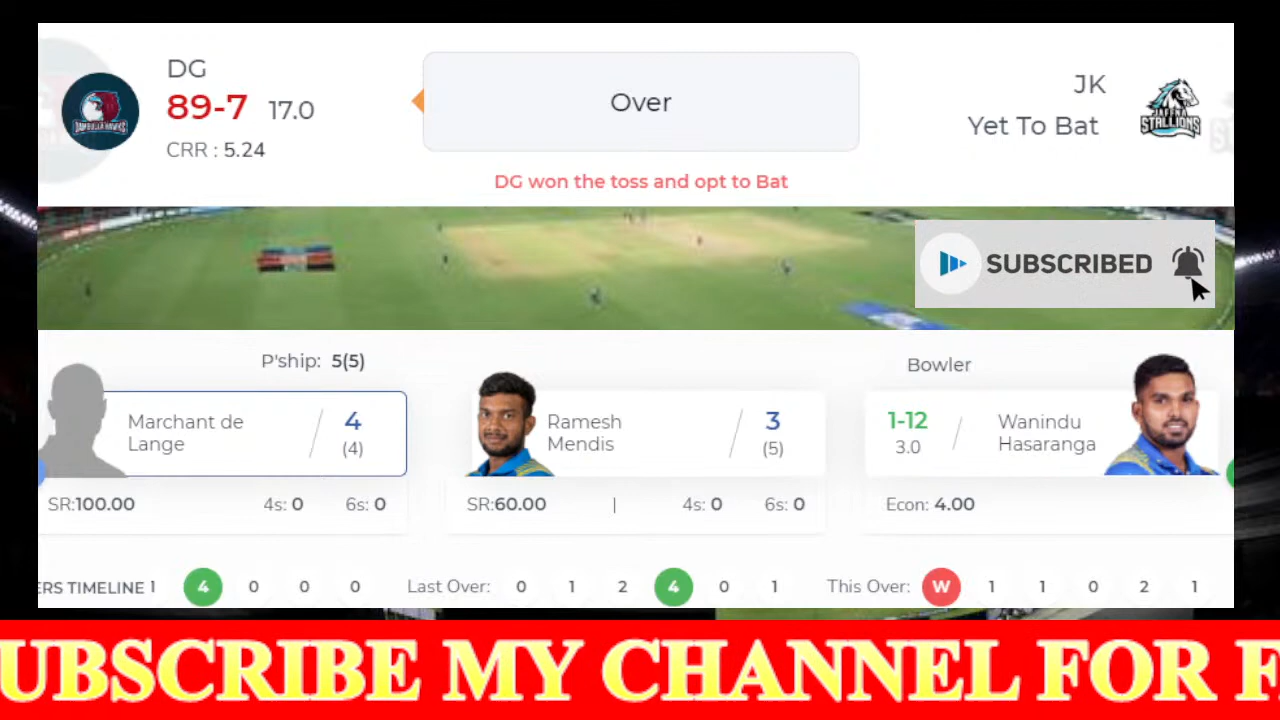 DG
89-7 17.0
CRR : 5.24
Over
DG won the toss and opt to Bat
JK
Yet To Bat
DAMBULLA HAWKS
JAFFNA
STALLIONS
SUBSCRIBED
P'ship: 5(5)
Marchant de
Lange
/
4
(4)
SR:100.00 4s: 0 6s: 0
Ramesh
Mendis
/
3
(5)
SR:60.00 | 4s: 0 6s: 0
Bowler
1-12
3.0
/
Wanindu
Hasaranga
Econ: 4.00
ERS TIMELINE 1 4 0 0 0 Last Over: 0 1 2 4 0 1 This Over: W 1 1 0 2 1
UBSCRIBE MY CHANNEL FOR F